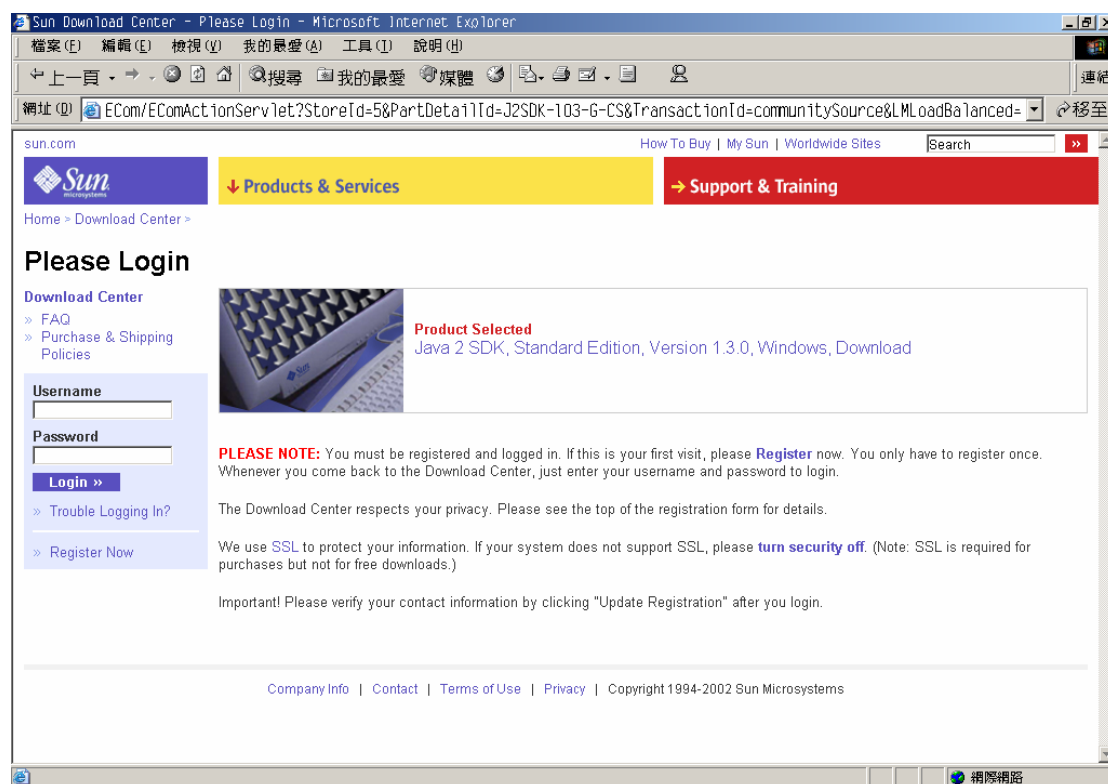 Sun Download Center - Please Login - Microsoft Internet Explorer
檔案(F) 編輯(E) 檢視(V) 我的最愛(A) 工具(T) 說明(H)
上一頁 搜尋 我的最愛 媒體 連結
網址(D) ECom/EComActionServlet?StoreId=5&PartDetailId=J2SDK-103-G-CS&TransactionId=communitySource&LMLoadBalanced= 移至
sun.com How To Buy | My Sun | Worldwide Sites Search »
Sun microsystems Products & Services Support & Training
Home > Download Center >
Please Login
Download Center
» FAQ
» Purchase & Shipping
Policies
Product Selected
Java 2 SDK, Standard Edition, Version 1.3.0, Windows, Download
Username
Password
Login »
» Trouble Logging In?
» Register Now
PLEASE NOTE: You must be registered and logged in. If this is your first visit, please Register now. You only have to register once.
Whenever you come back to the Download Center, just enter your username and password to login.
The Download Center respects your privacy. Please see the top of the registration form for details.
We use SSL to protect your information. If your system does not support SSL, please turn security off. (Note: SSL is required for
purchases but not for free downloads.)
Important! Please verify your contact information by clicking "Update Registration" after you login.
Company Info | Contact | Terms of Use | Privacy | Copyright 1994-2002 Sun Microsystems
網際網路